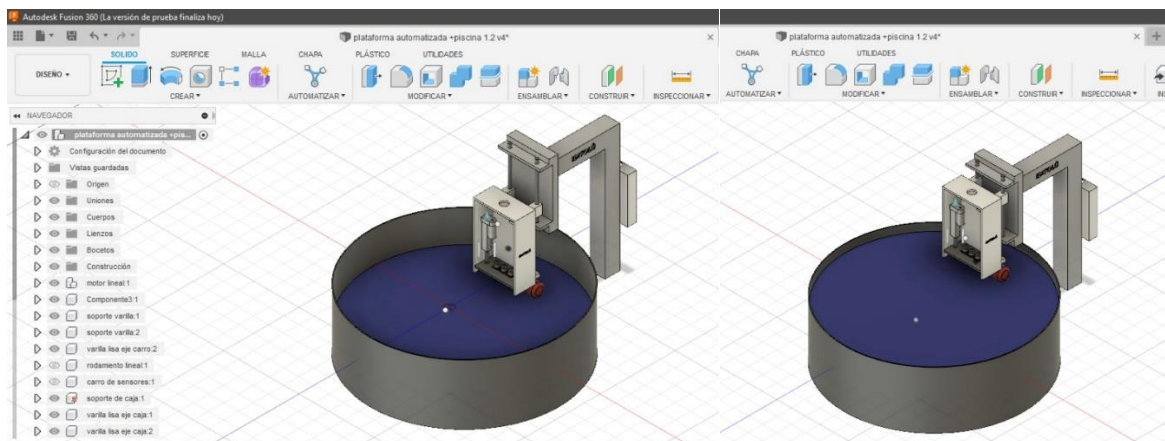 Autodesk Fusion 360 (La versión de prueba finaliza hoy)
plataforma automatizada +piscina 1.2 v4*
SOLIDO SUPERFICIE MALLA CHAPA PLÁSTICO UTILIDADES
DISEÑO
CREAR AUTOMATIZAR MODIFICAR ENSAMBLAR CONSTRUIR INSPECCIONAR
NAVEGADOR
plataforma automatizada +pis...
Configuración del documento
Vistas guardadas
Origen
Uniones
Cuerpos
Lienzos
Bocetos
Construcción
motor lineal:1
Componente3:1
soporte varilla:1
soporte varilla:2
varilla lisa eje carro:2
rodamiento lineal:1
carro de sensores:1
soporte de caja:1
varilla lisa eje caja:1
varilla lisa eje caja:2
plataforma automatizada +piscina 1.2 v4*
CHAPA PLÁSTICO UTILIDADES
AUTOMATIZAR MODIFICAR ENSAMBLAR CONSTRUIR INSPECCIONAR